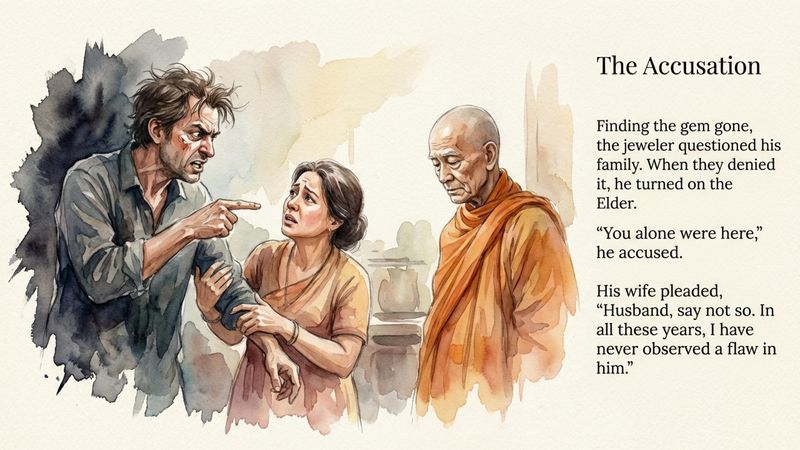 The Accusation
Finding the gem gone,
the jeweler questioned his
family. When they denied
it, he turned on the
Elder.
“You alone were here,”
he accused.
His wife pleaded,
“Husband, say not so. In
all these years, I have
never observed a flaw in
him.”